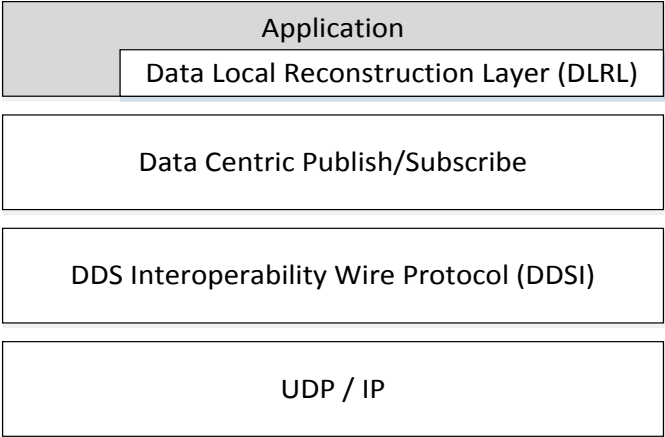 Application
Data Local Reconstruction Layer (DLRL)
Data Centric Publish/Subscribe
DDS Interoperability Wire Protocol (DDSI)
UDP / IP